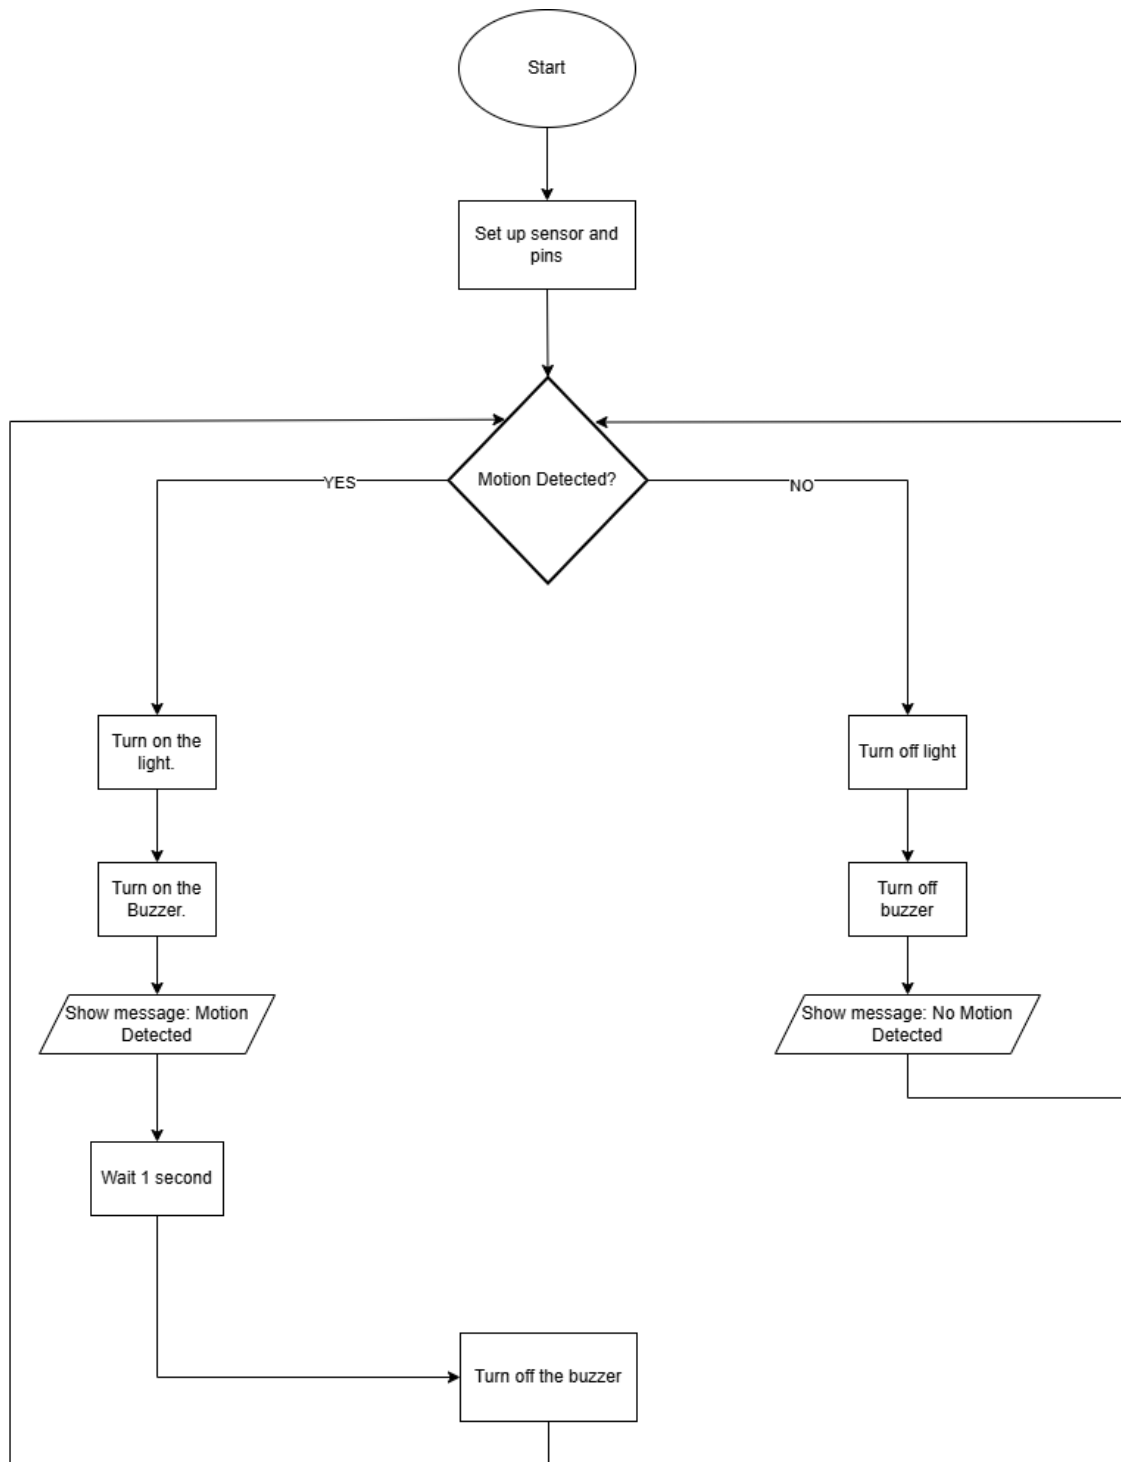 Start
Set up sensor and
pins
Motion Detected?
YES
NO
Turn on the
light.
Turn off light
Turn on the
Buzzer.
Turn off
buzzer
Show message: Motion
Detected
Show message: No Motion
Detected
Wait 1 second
Turn off the buzzer